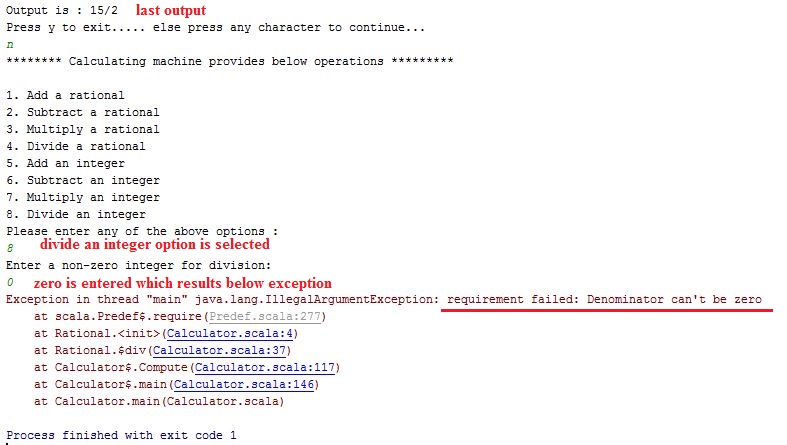 Output is : 15/2 last output
Press y to exit..... else press any character to continue...
n
******** Calculating machine provides below operations *********
1. Add a rational
2. Subtract a rational
3. Multiply a rational
4. Divide a rational
5. Add an integer
6. Subtract an integer
7. Multiply an integer
8. Divide an integer
Please enter any of the above options :
8 divide an integer option is selected
Enter a non-zero integer for division:
0 zero is entered which results below exception
Exception in thread "main" java.lang.IllegalArgumentException: requirement failed: Denominator can't be zero
at scala.Predef$.require(Predef.scala:277)
at Rational.<init>(Calculator.scala:4)
at Rational.$div(Calculator.scala:37)
at Calculator$.Compute(Calculator.scala:117)
at Calculator$.main(Calculator.scala:146)
at Calculator.main(Calculator.scala)
Process finished with exit code 1